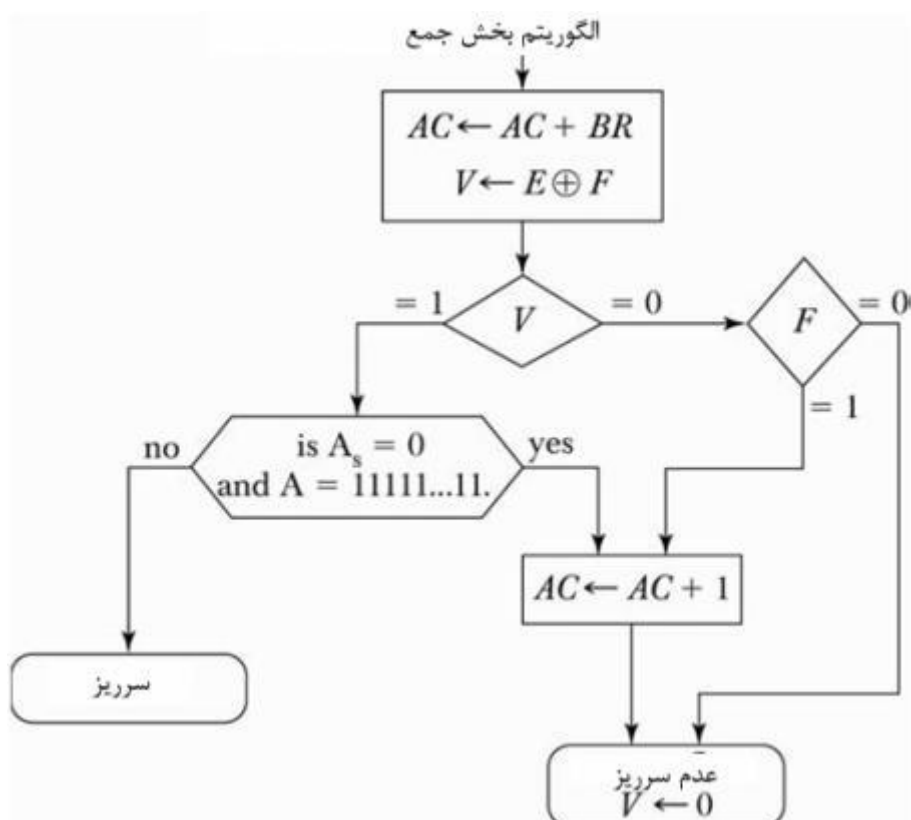 الگوریتم بخش جمع
AC ← AC + BR
V ← E ⊕ F
= 1
V
= 0
F
= 00
= 1
no
is A_s = 0
and A = 11111...11.
yes
AC ← AC + 1
سرریز
عدم سرریز
V ← 0